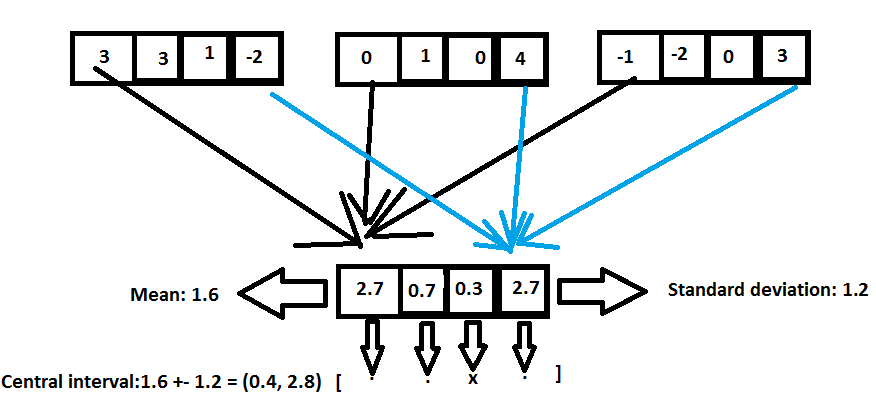 3 3 1 -2 0 1 0 4 -1 -2 0 3
Mean: 1.6 2.7 0.7 0.3 2.7 Standard deviation: 1.2
Central interval:1.6 +- 1.2 = (0.4, 2.8) [ . . x . ]